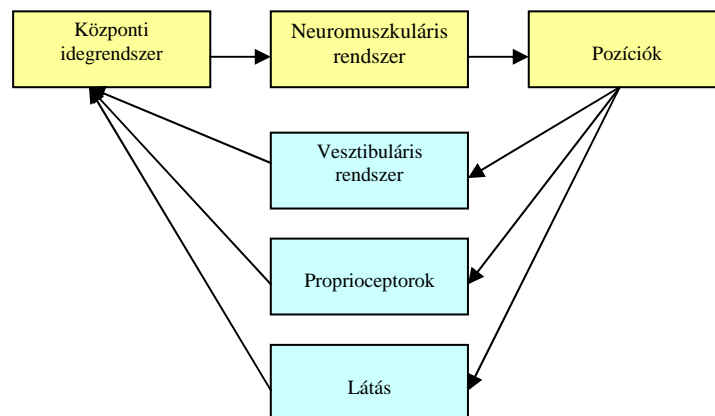 Központi
idegrendszer
Neuromuszkuláris
rendszer
Pozíciók
Vesztibuláris
rendszer
Proprioceptorok
Látás